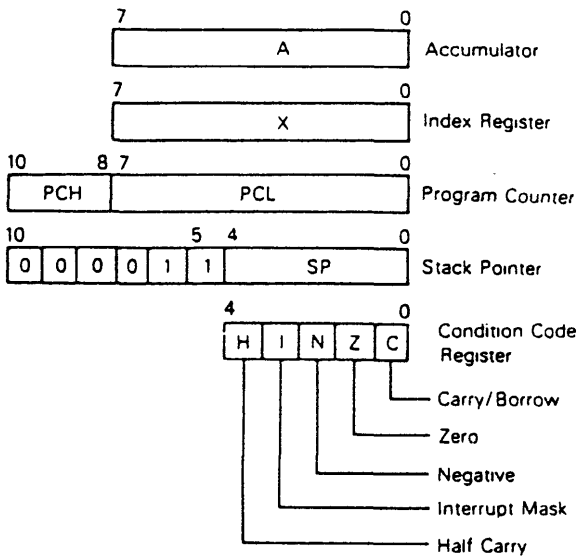 7 0
A Accumulator
7 0
X Index Register
10 8 7 0
PCH PCL Program Counter
10 5 4 0
0 0 0 0 1 1 SP Stack Pointer
4 0
H I N Z C Condition Code
Register
Carry/Borrow
Zero
Negative
Interrupt Mask
Half Carry